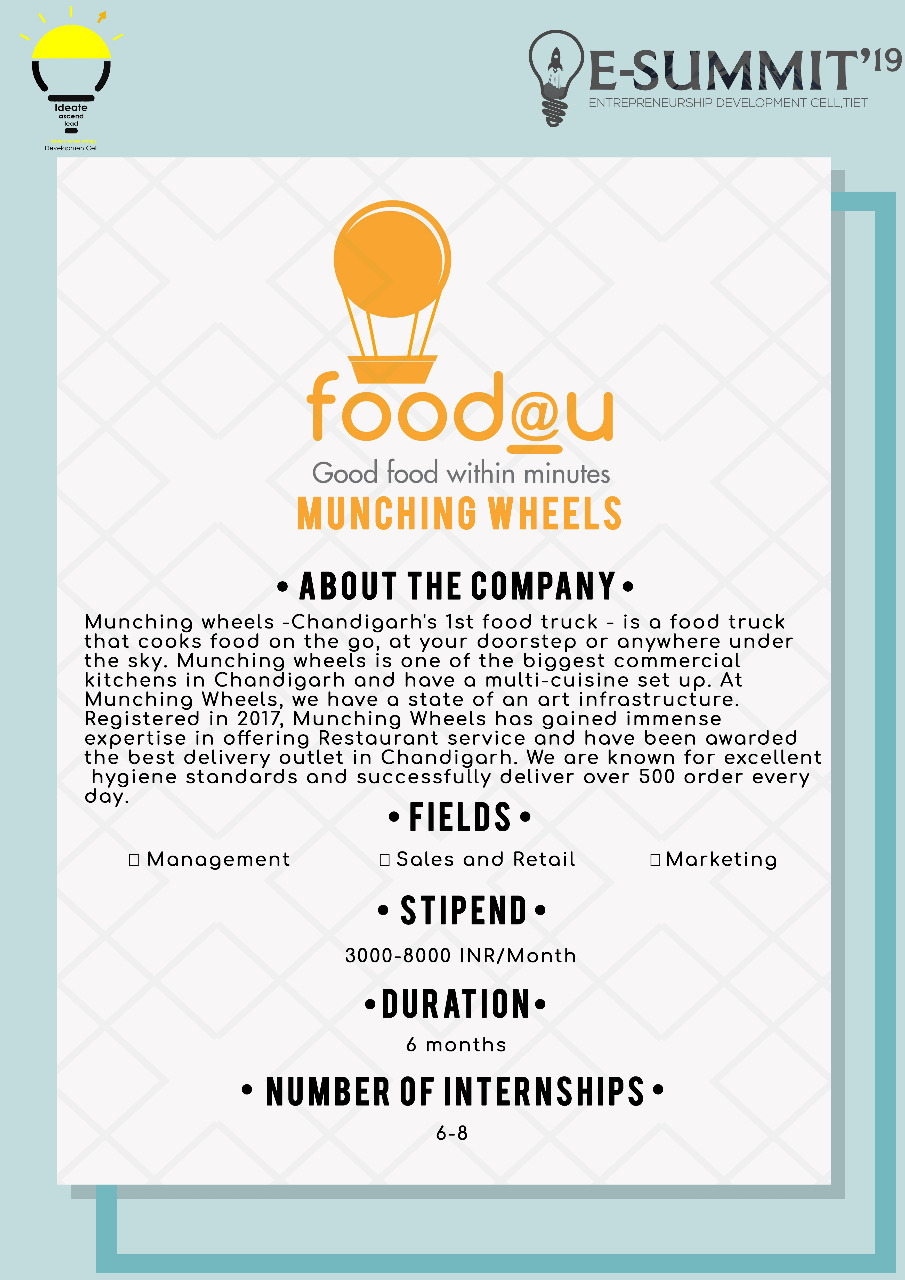 Ideate
ascend
lead
Developmen Cell
E-SUMMIT'19
ENTREPRENEURSHIP DEVELOPMENT CELL,TIET
food@u
Good food within minutes
MUNCHING WHEELS
• ABOUT THE COMPANY •
Munching wheels -Chandigarh's 1st food truck - is a food truck
that cooks food on the go, at your doorstep or anywhere under
the sky. Munching wheels is one of the biggest commercial
kitchens in Chandigarh and have a multi-cuisine set up. At
Munching Wheels, we have a state of an art infrastructure.
Registered in 2017, Munching Wheels has gained immense
expertise in offering Restaurant service and have been awarded
the best delivery outlet in Chandigarh. We are known for excellent
hygiene standards and successfully deliver over 500 order every
day.
• FIELDS •
□ Management □ Sales and Retail □ Marketing
• STIPEND •
3000-8000 INR/Month
• DURATION •
6 months
• NUMBER OF INTERNSHIPS •
6-8